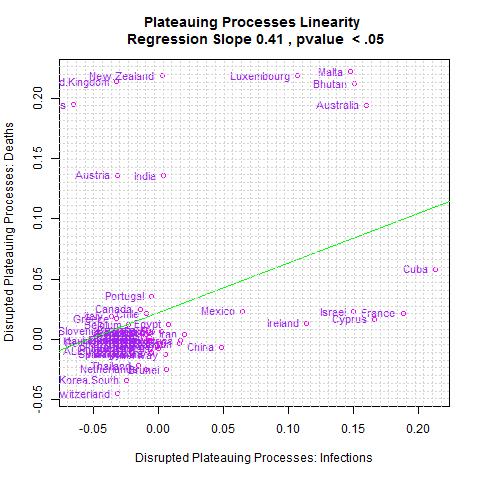 Plateauing Processes Linearity
Regression Slope 0.41 , pvalue < .05
Disrupted Plateauing Processes: Deaths
0.20
0.15
0.10
0.05
0.00
-0.05
New Zealand
d.Kingdom
s
Luxembourg
Malta
Bhutan
Australia
Austria
india
Cuba
Portugal
Canada
Chile
Italy
Greece
Belgium
Egypt
Mexico
ireland
Israel
France
Cyprus
Slovenia
iran
China
Thailand
Netherlands
Brunei
Korea.South
witzerland
-0.05
0.00
0.05
0.10
0.15
0.20
Disrupted Plateauing Processes: Infections